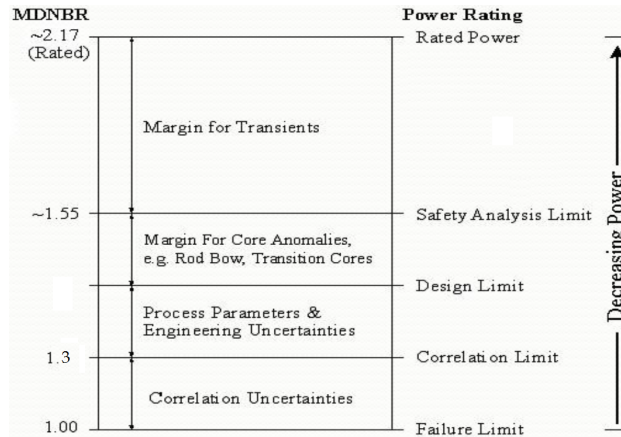 MDNBR Power Rating
~2.17 Rated Power
(Rated)
Margin for Transients
~1.55 Safety Analysis Limit
Margin For Core Anomalies,
e.g. Rod Bow, Transition Cores
Design Limit
Process Parameters &
Engineering Uncertainties
1.3 Correlation Limit
Correlation Uncertainties
1.00 Failure Limit
Decreasing Power